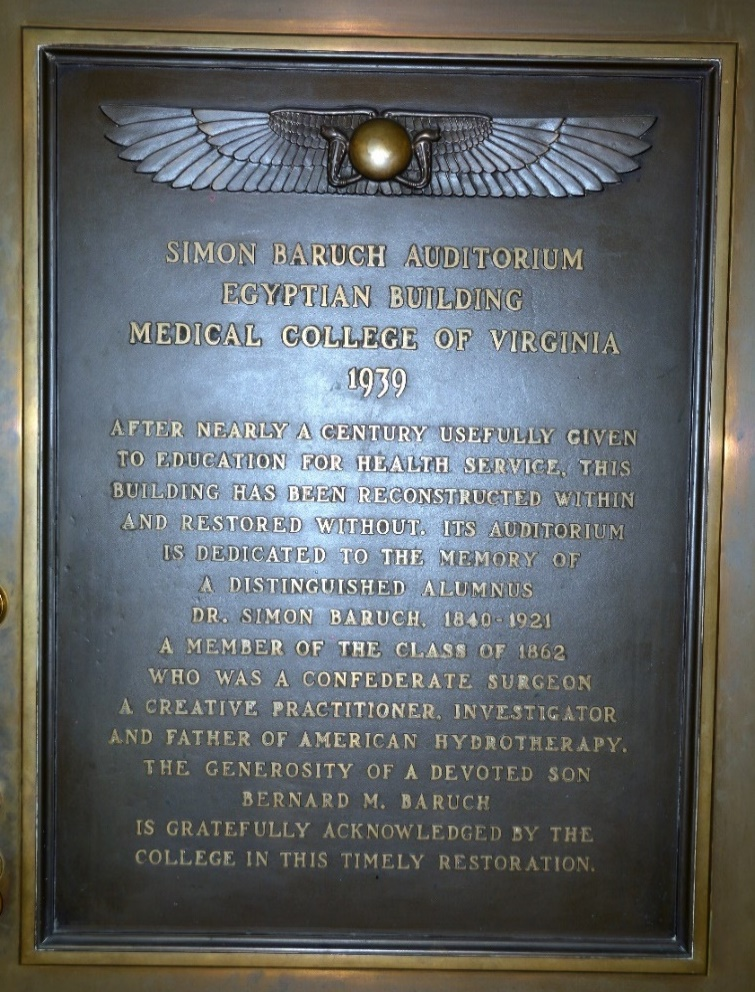 SIMON BARUCH AUDITORIUM
EGYPTIAN BUILDING
MEDICAL COLLEGE OF VIRGINIA
1939
AFTER NEARLY A CENTURY USEFULLY GIVEN
TO EDUCATION FOR HEALTH SERVICE, THIS
BUILDING HAS BEEN RECONSTRUCTED WITHIN
AND RESTORED WITHOUT. ITS AUDITORIUM
IS DEDICATED TO THE MEMORY OF
A DISTINGUISHED ALUMNUS
DR. SIMON BARUCH, 1840-1921
A MEMBER OF THE CLASS OF 1862
WHO WAS A CONFEDERATE SURGEON
A CREATIVE PRACTITIONER, INVESTIGATOR
AND FATHER OF AMERICAN HYDROTHERAPY.
THE GENEROSITY OF A DEVOTED SON
BERNARD M. BARUCH
IS GRATEFULLY ACKNOWLEDGED BY THE
COLLEGE IN THIS TIMELY RESTORATION.